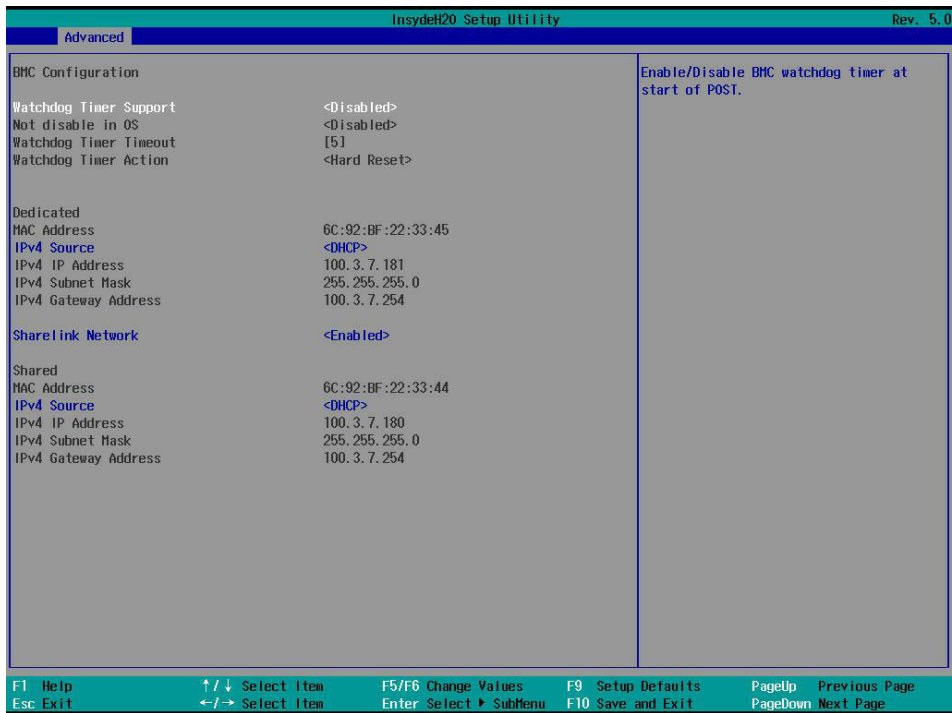 InsydeH20 Setup Utility Rev. 5.0
Advanced
BMC Configuration
Enable/Disable BMC watchdog timer at
start of POST.
Watchdog Timer Support <Disabled>
Not disable in OS <Disabled>
Watchdog Timer Timeout [5]
Watchdog Timer Action <Hard Reset>
Dedicated
MAC Address 6C:92:BF:22:33:45
IPv4 Source <DHCP>
IPv4 IP Address 100.3.7.181
IPv4 Subnet Mask 255.255.255.0
IPv4 Gateway Address 100.3.7.254
Sharelink Network <Enabled>
Shared
MAC Address 6C:92:BF:22:33:44
IPv4 Source <DHCP>
IPv4 IP Address 100.3.7.180
IPv4 Subnet Mask 255.255.255.0
IPv4 Gateway Address 100.3.7.254
F1 Help ↑/↓ Select Item F5/F6 Change Values F9 Setup Defaults PageUp Previous Page
Esc Exit ←/→ Select Item Enter Select ▶ SubMenu F10 Save and Exit PageDown Next Page